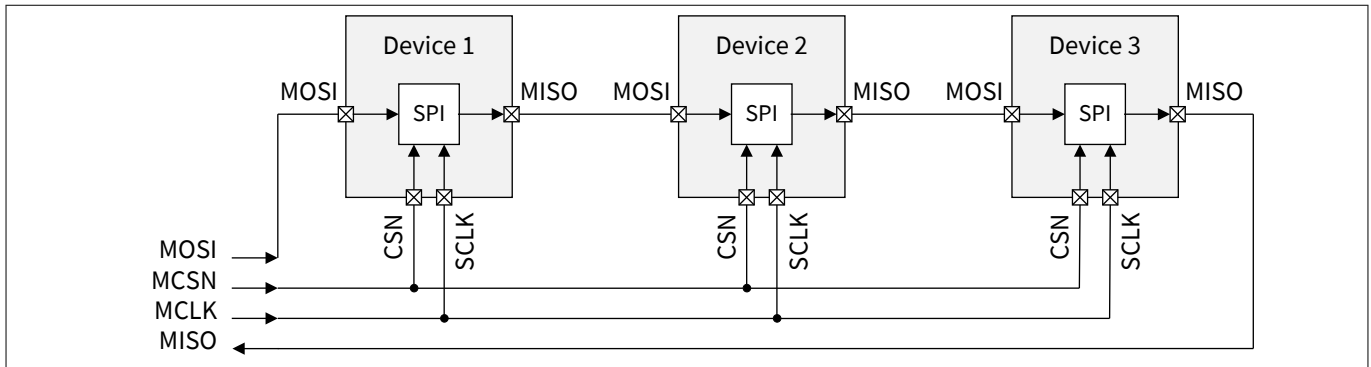 Device 1
Device 2
Device 3
MOSI
MISO
MOSI
MISO
MOSI
MISO
SPI
SPI
SPI
CSN
SCLK
CSN
SCLK
CSN
SCLK
MOSI
MCSN
MCLK
MISO